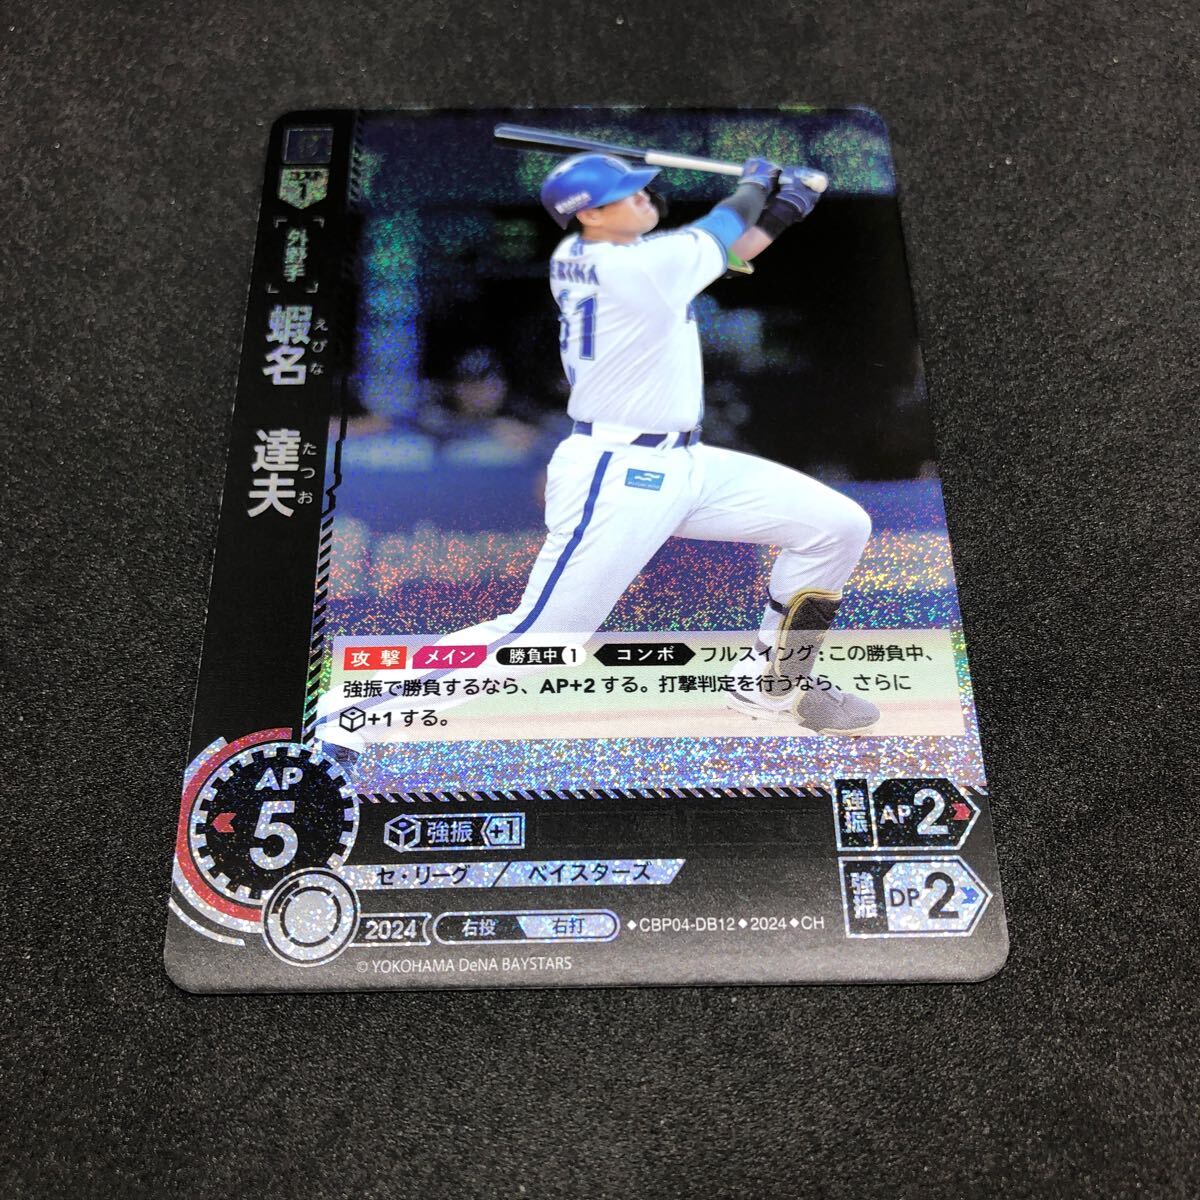 コスト
1
外野手
蝦名
えびな
達夫
たつお
EBINA
61
攻撃 メイン 勝負中1 コンボ フルスイング:この勝負中、
強振で勝負するなら、AP+2する。打撃判定を行うなら、さらに
+1する。
AP
5
強振 +1
強振 AP2
強振 DP2
セ・リーグ / ベイスターズ
2024 右投 右打 ◆CBP04-DB12◆2024◆CH
© YOKOHAMA DeNA BAYSTARS